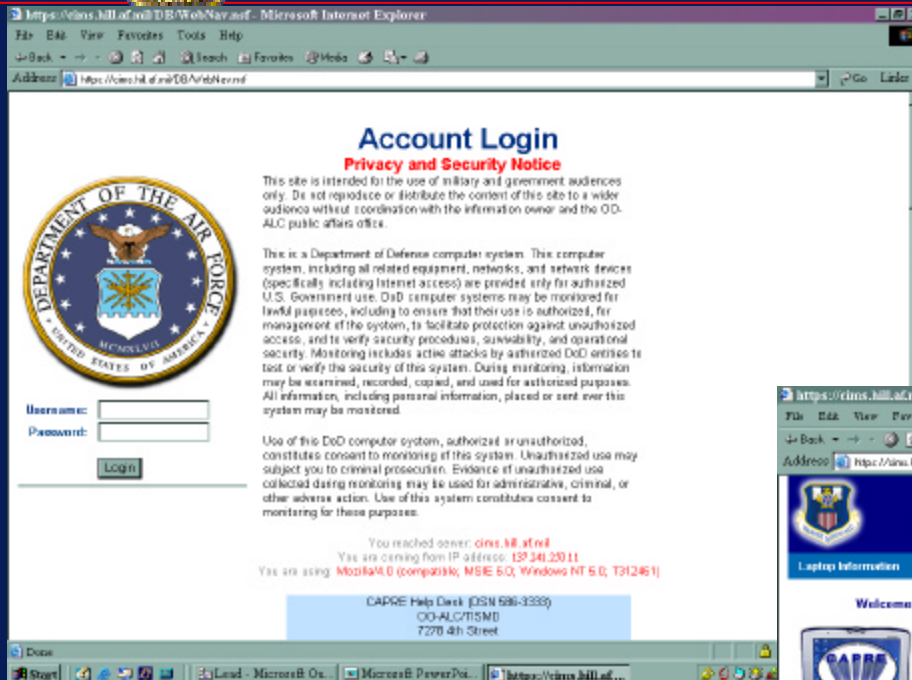 https://cims.hill.af.mil/DB/WebNav.nsf - Microsoft Internet Explorer
File Edit View Favorites Tools Help
Back Search Favorites Media
Address https://cims.hill.af.mil/DB/WebNav.nsf Go Links
Account Login
Privacy and Security Notice
This site is intended for the use of military and government audiences
only. Do not reproduce or distribute the content of this site to a wider
audience without coordination with the information owner and the OO-
ALC public affairs office.
This is a Department of Defense computer system. This computer
system, including all related equipment, networks, and network devices
(specifically including Internet access) are provided only for authorized
U.S. Government use. DoD computer systems may be monitored for
lawful purposes, including to ensure that their use is authorized, for
management of the system, to facilitate protection against unauthorized
access, and to verify security procedures, survivability, and operational
security. Monitoring includes active attacks by authorized DoD entities to
test or verify the security of this system. During monitoring, information
may be examined, recorded, copied, and used for authorized purposes.
All information, including personal information, placed or sent over this
system may be monitored.
Use of this DoD computer system, authorized or unauthorized,
constitutes consent to monitoring of this system. Unauthorized use may
subject you to criminal prosecution. Evidence of unauthorized use
collected during monitoring may be used for administrative, criminal, or
other adverse action. Use of this system constitutes consent to
monitoring for these purposes.
DEPARTMENT OF THE AIR FORCE
MCMXLVII
UNITED STATES OF AMERICA
Username:
Password:
Login
You reached server: cims.hill.af.mil
You are coming from IP address:
You are using: Mozilla/4.0 (compatible; MSIE 6.0; Windows NT 5.0; T312461)
CAPRE Help Desk (DSN 586-3333)
OO-ALC/TISMD
7278 4th Street
Done
Start Lead - Microsoft Ou... Microsoft PowerPoi... https://cims.hill.af....
https://cims.hill.af.m
File Edit View Fav
Back
Address https://cims.h
Laptop Information
Welcome
CAPRE